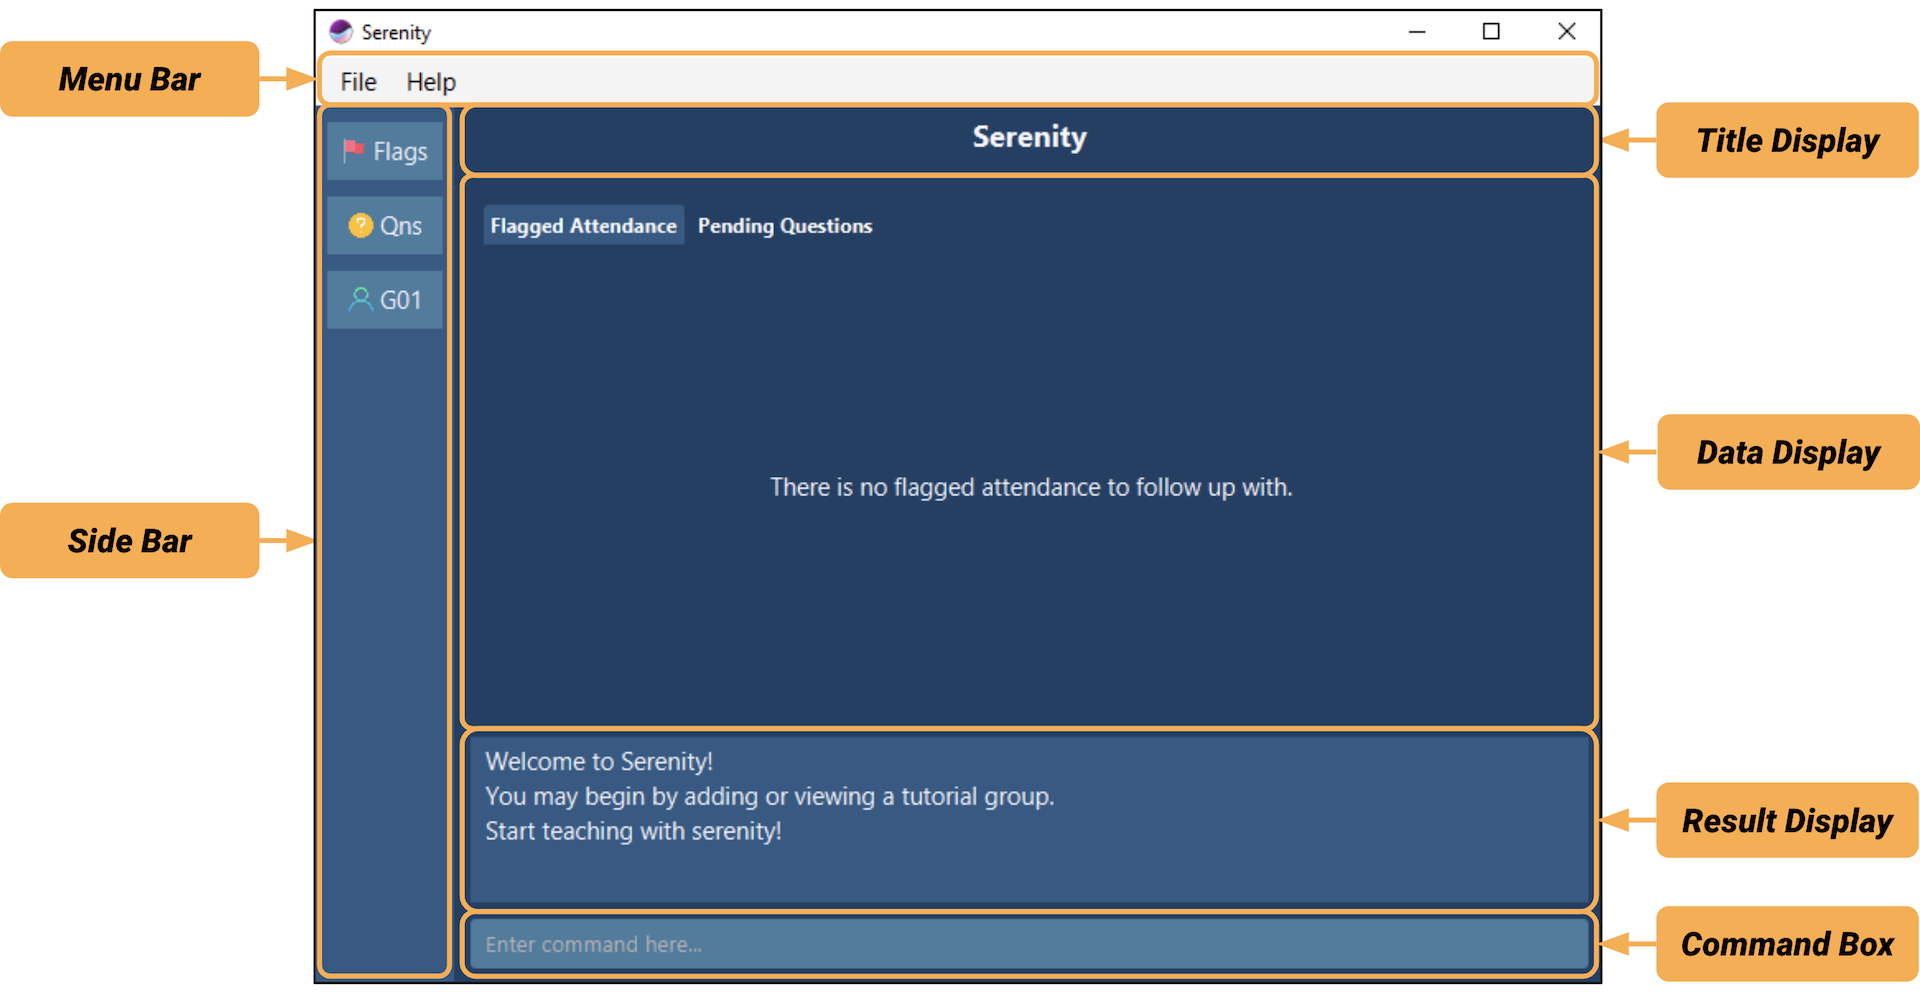 Serenity
Menu Bar
File Help
Title Display
Serenity
Flags
Qns
G01
Flagged Attendance Pending Questions
Data Display
There is no flagged attendance to follow up with.
Side Bar
Welcome to Serenity!
You may begin by adding or viewing a tutorial group.
Start teaching with serenity!
Result Display
Enter command here...
Command Box